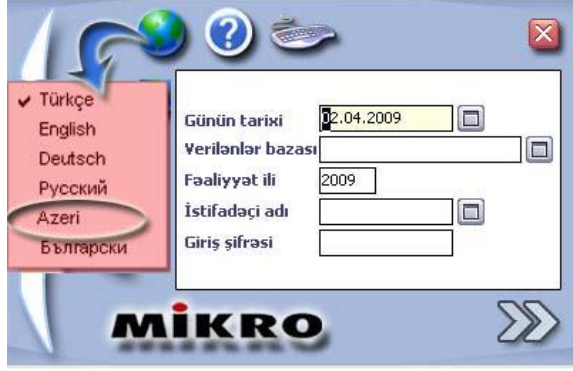 Türkçe
English
Deutsch
Русский
Azeri
Български
Günün tarixi 02.04.2009
Verilənlər bazası
Fəaliyyət ili 2009
İstifadəçi adı
Giriş şifrəsi
MİKRO